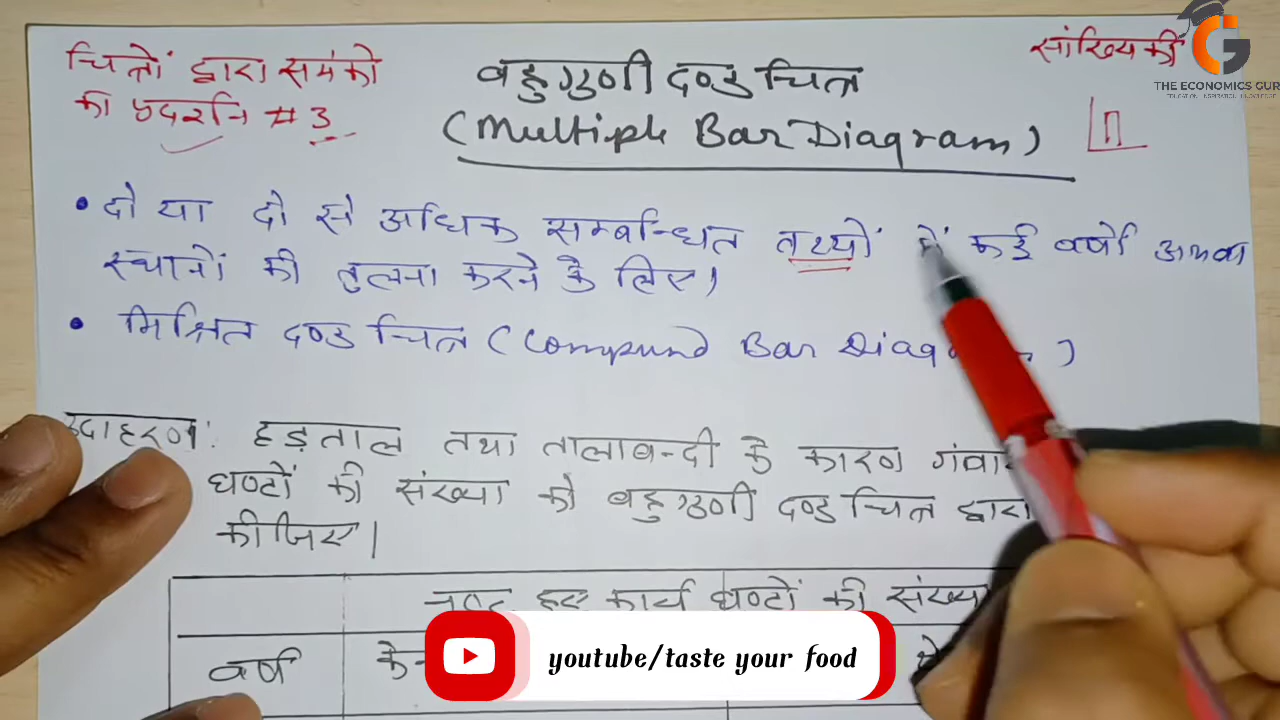 चित्रों द्वारा समंको
का प्रदर्शन # 3
बहुगुणी दण्ड चित्र
(Multiple Bar Diagram)
सांख्यिकी
THE ECONOMICS GUR
• दो या दो से अधिक सम्बन्धित तथ्यों में कई वर्षों अथवा
स्थानों की तुलना करने के लिए।
• मिश्रित दण्ड चित्र (Compund Bar
उदाहरण: हड़ताल तथा तालाबन्दी के कारण
घण्टों की संख्या को बहुगुणी दण्ड चित्र द्वारा
कीजिए।
नष्ट हुए कार्य घण्टों की संख्या
वर्ष
youtube/taste your food